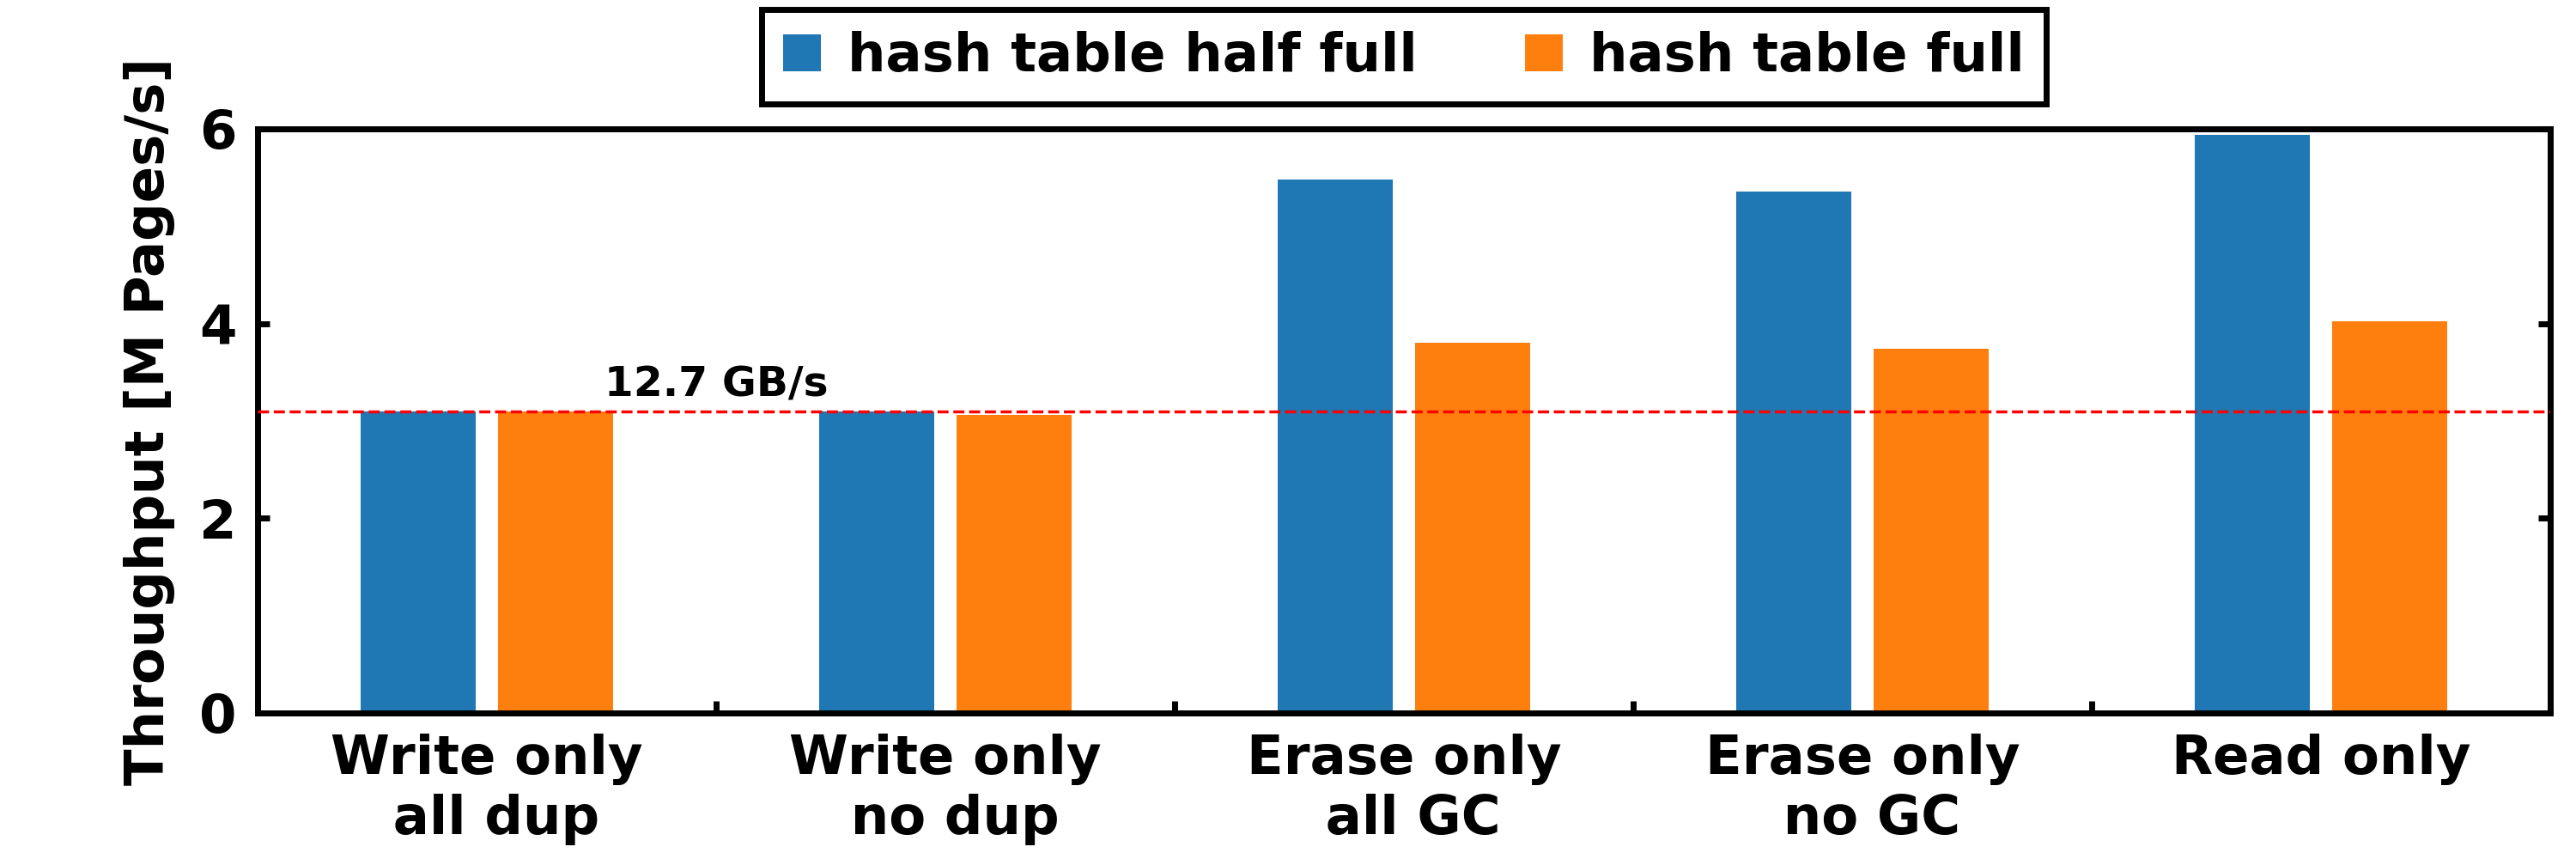 hash table half full
hash table full
Throughput [M Pages/s]
6
4
2
0
12.7 GB/s
Write only
all dup
Write only
no dup
Erase only
all GC
Erase only
no GC
Read only